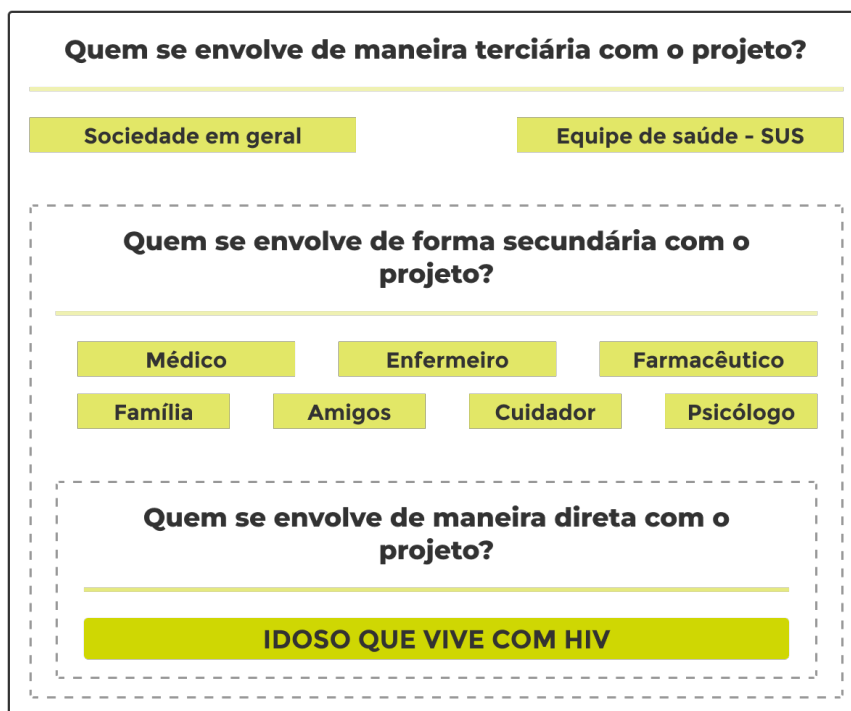 Quem se envolve de maneira terciária com o projeto?
Sociedade em geral
Equipe de saúde - SUS
Quem se envolve de forma secundária com o
projeto?
Médico
Enfermeiro
Farmacêutico
Família
Amigos
Cuidador
Psicólogo
Quem se envolve de maneira direta com o
projeto?
IDOSO QUE VIVE COM HIV